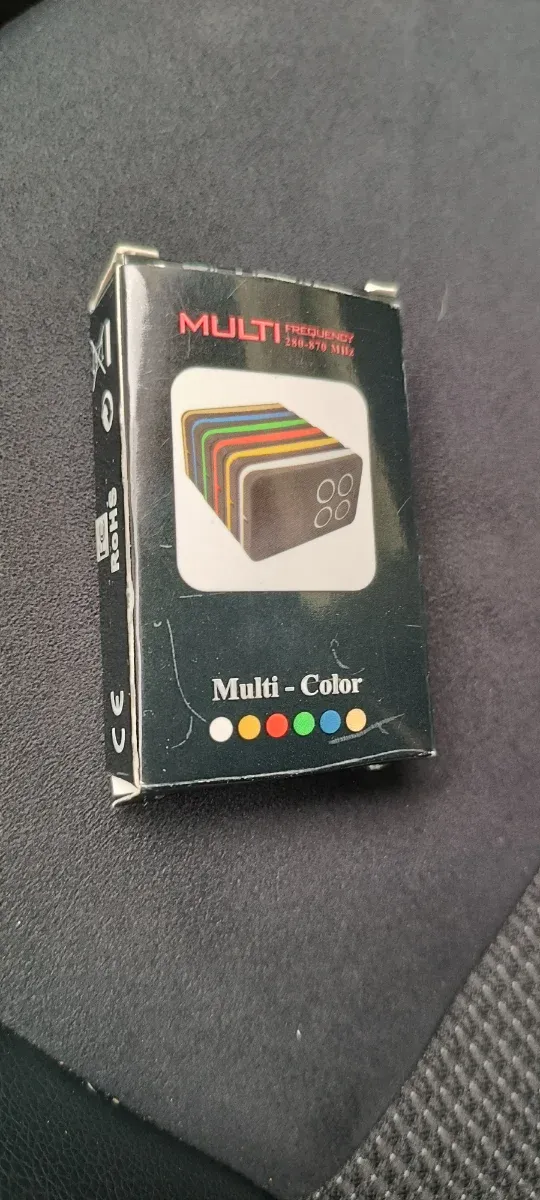 MULTI FREQUENCY
280-870 MHz
Multi - Color
RoHS
CE